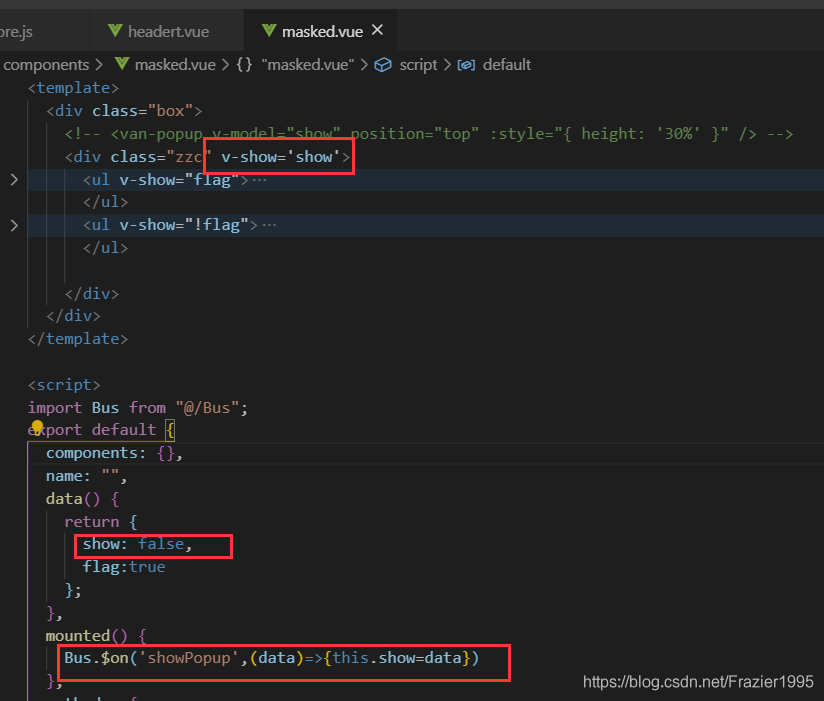 ore.js headert.vue masked.vue ×
components > masked.vue > {} "masked.vue" > script > default
<template>
<div class="box">
<!-- <van-popup v-model="show" position="top" :style="{ height: '30%' }" /> -->
<div class="zzc" v-show='show'>
<ul v-show="flag">…
</ul>
<ul v-show="!flag">…
</ul>
</div>
</div>
</template>
<script>
import Bus from "@/Bus";
export default {
components: {},
name: "",
data() {
return {
show: false,
flag:true
};
},
mounted() {
Bus.$on('showPopup',(data)=>{this.show=data})
},
https://blog.csdn.net/Frazier1995